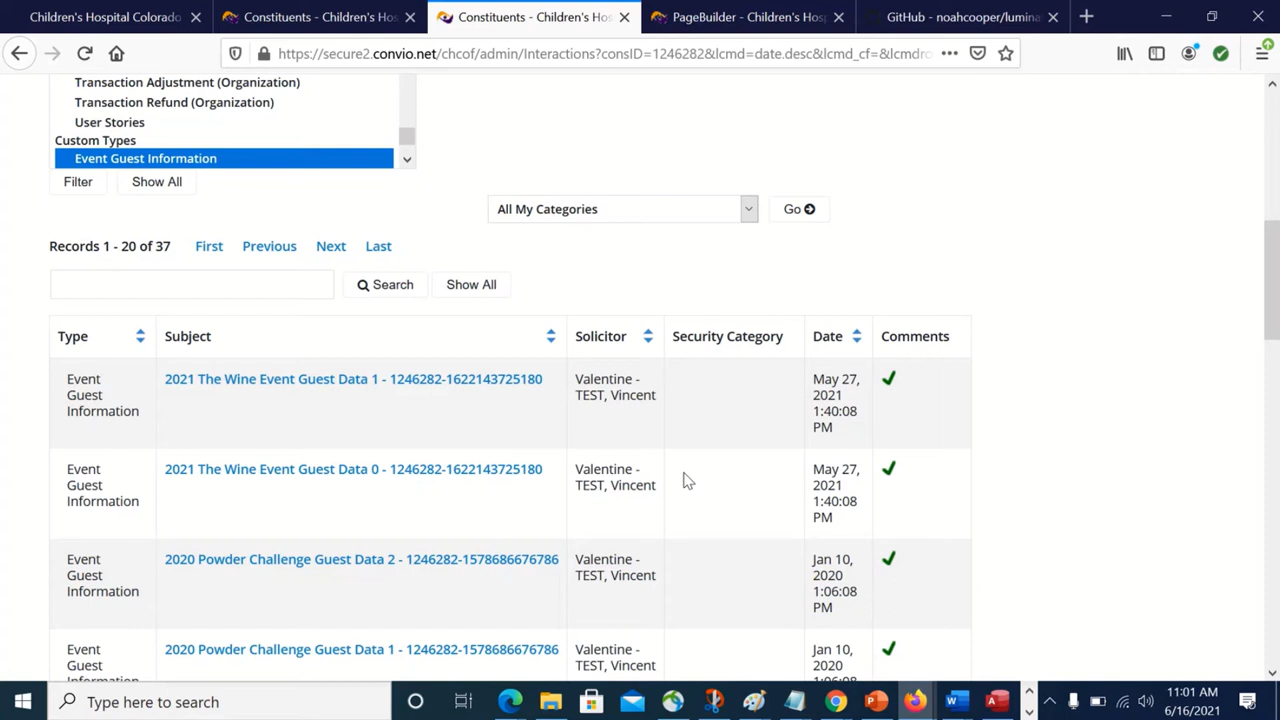 Children's Hospital Colorado
Constituents - Children's Hos
Constituents - Children's Hos
PageBuilder - Children's Hosp
GitHub - noahcooper/lumina
https://secure2.convio.net/chcof/admin/Interactions?consID=1246282&lcmd=date.desc&lcmd_cf=&lcmdro
Transaction Adjustment (Organization)
Transaction Refund (Organization)
User Stories
Custom Types
Event Guest Information
Filter
Show All
All My Categories
Go
Records 1 - 20 of 37
First
Previous
Next
Last
Search
Show All
Type
Subject
Solicitor
Security Category
Date
Comments
Event
Guest
Information
2021 The Wine Event Guest Data 1 - 1246282-1622143725180
Valentine -
TEST, Vincent
May 27,
2021
1:40:08
PM
Event
Guest
Information
2021 The Wine Event Guest Data 0 - 1246282-1622143725180
Valentine -
TEST, Vincent
May 27,
2021
1:40:08
PM
Event
Guest
Information
2020 Powder Challenge Guest Data 2 - 1246282-1578686676786
Valentine -
TEST, Vincent
Jan 10,
2020
1:06:08
PM
Event
Guest
Information
2020 Powder Challenge Guest Data 1 - 1246282-1578686676786
Valentine -
TEST, Vincent
Jan 10,
2020
1:06:08
Type here to search
11:01 AM
6/16/2021